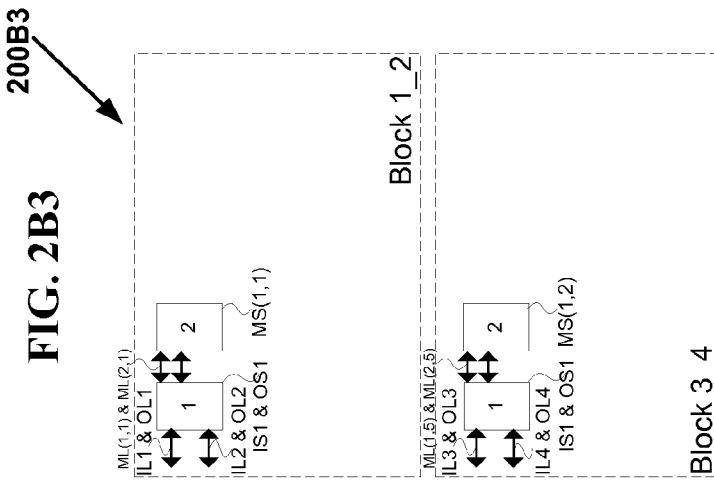 200B3
FIG. 2B3
Block 1_2
ML(1,1) & ML(2,1)
IL1 & OL1
1
2
IL2 & OL2
IS1 & OS1
MS(1,1)
Block 3 4
ML(1,5) & ML(2,5)
IL3 & OL3
1
2
IL4 & OL4
IS1 & OS1
MS(1,2)